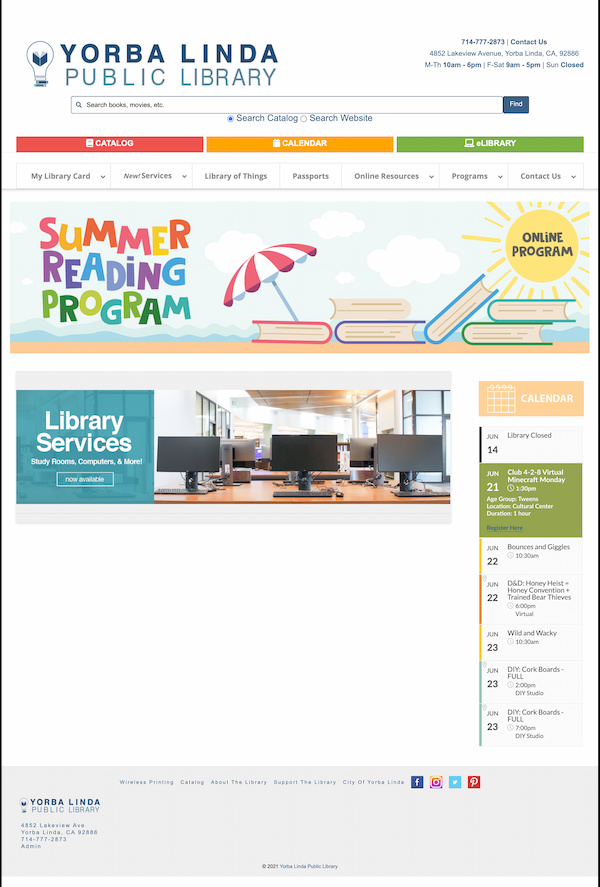 YORBA LINDA
PUBLIC LIBRARY
714-777-2873 | Contact Us
4852 Lakeview Avenue, Yorba Linda, CA, 92886
M-Th 10am - 6pm | F-Sat 9am - 5pm | Sun Closed
Search books, movies, etc.
Find
Search Catalog Search Website
CATALOG
CALENDAR
eLIBRARY
My Library Card
New! Services
Library of Things
Passports
Online Resources
Programs
Contact Us
SUMMER
READING
PROGRAM
ONLINE
PROGRAM
Library
Services
Study Rooms, Computers, & More!
now available
CALENDAR
JUN
14
Library Closed
JUN
21
Club 4-2-8 Virtual
Minecraft Monday
1:30pm
Age Group: Tweens
Location: Cultural Center
Duration: 1 hour
Register Here
JUN
22
Bounces and Giggles
10:30am
JUN
22
D&D: Honey Heist =
Honey Convention +
Trained Bear Thieves
6:00pm
Virtual
JUN
23
Wild and Wacky
10:30am
JUN
23
DIY: Cork Boards -
FULL
2:00pm
DIY Studio
JUN
23
DIY: Cork Boards -
FULL
7:00pm
DIY Studio
Wireless Printing Catalog About The Library Support The Library City Of Yorba Linda
YORBA LINDA
PUBLIC LIBRARY
4852 Lakeview Ave
Yorba Linda, CA 92886
714-777-2873
Admin
© 2021 Yorba Linda Public Library